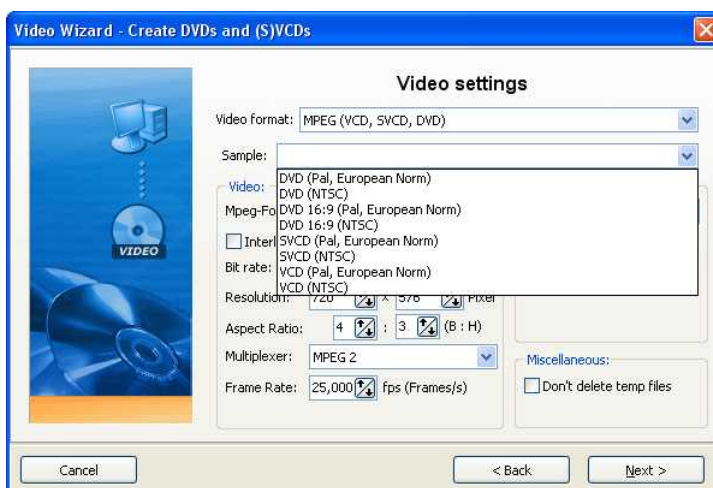 Video Wizard - Create DVDs and (S)VCDs
Video settings
Video format: MPEG (VCD, SVCD, DVD)
Sample:
DVD (Pal, European Norm)
DVD (NTSC)
DVD 16:9 (Pal, European Norm)
DVD 16:9 (NTSC)
SVCD (Pal, European Norm)
SVCD (NTSC)
VCD (Pal, European Norm)
VCD (NTSC)
Video:
Bit rate:
Resolution: 720 x 576 Pixel
Aspect Ratio: 4 : 3 (B : H)
Multiplexer: MPEG 2
Frame Rate: 25,000 fps (Frames/s)
Miscellaneous:
Don't delete temp files
VIDEO
Cancel
< Back
Next >